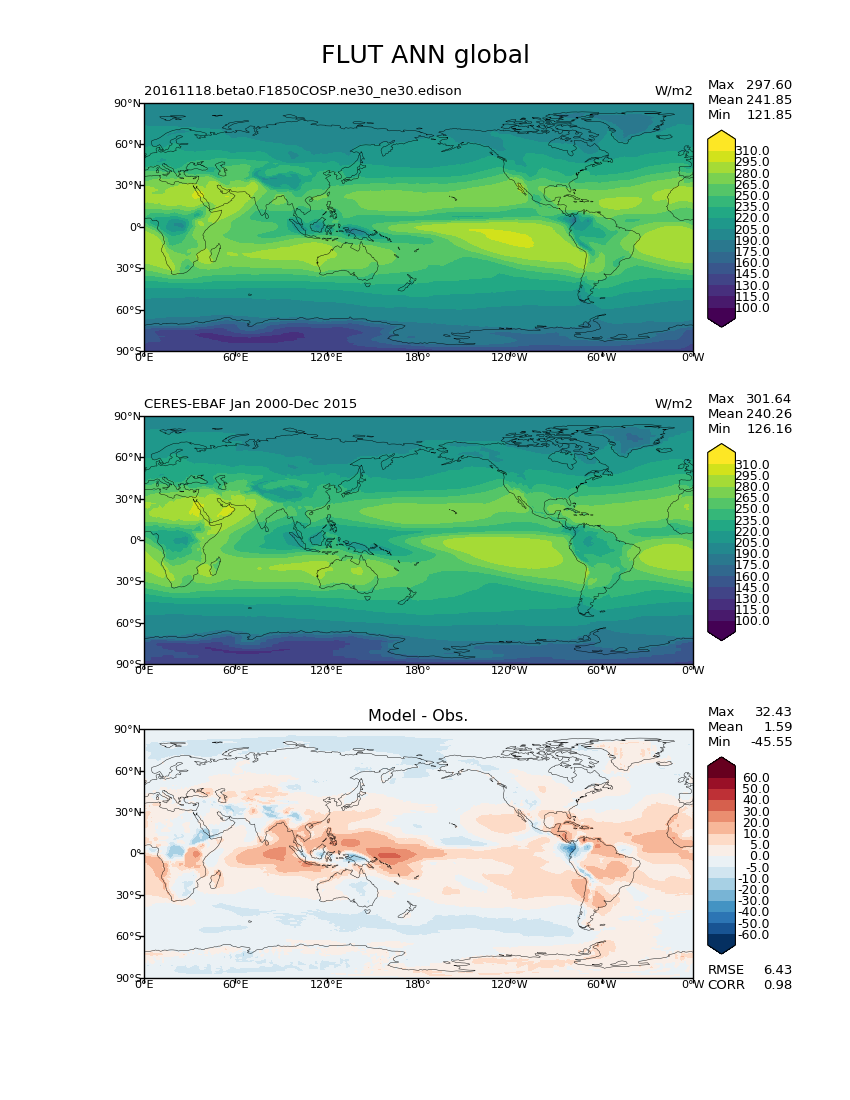 FLUT ANN global
20161118.beta0.F1850COSP.ne30_ne30.edison W/m2
Max 297.60
Mean 241.85
Min 121.85
90°N
60°N
30°N
0°
30°S
60°S
90°S
0°E 60°E 120°E 180° 120°W 60°W 0°W
310.0
295.0
280.0
265.0
250.0
235.0
220.0
205.0
190.0
175.0
160.0
145.0
130.0
115.0
100.0
CERES-EBAF Jan 2000-Dec 2015 W/m2
Max 301.64
Mean 240.26
Min 126.16
90°N
60°N
30°N
0°
30°S
60°S
90°S
0°E 60°E 120°E 180° 120°W 60°W 0°W
310.0
295.0
280.0
265.0
250.0
235.0
220.0
205.0
190.0
175.0
160.0
145.0
130.0
115.0
100.0
Model - Obs.
Max 32.43
Mean 1.59
Min -45.55
90°N
60°N
30°N
0°
30°S
60°S
90°S
0°E 60°E 120°E 180° 120°W 60°W 0°W
60.0
50.0
40.0
30.0
20.0
10.0
5.0
0.0
-5.0
-10.0
-20.0
-30.0
-40.0
-50.0
-60.0
RMSE 6.43
CORR 0.98